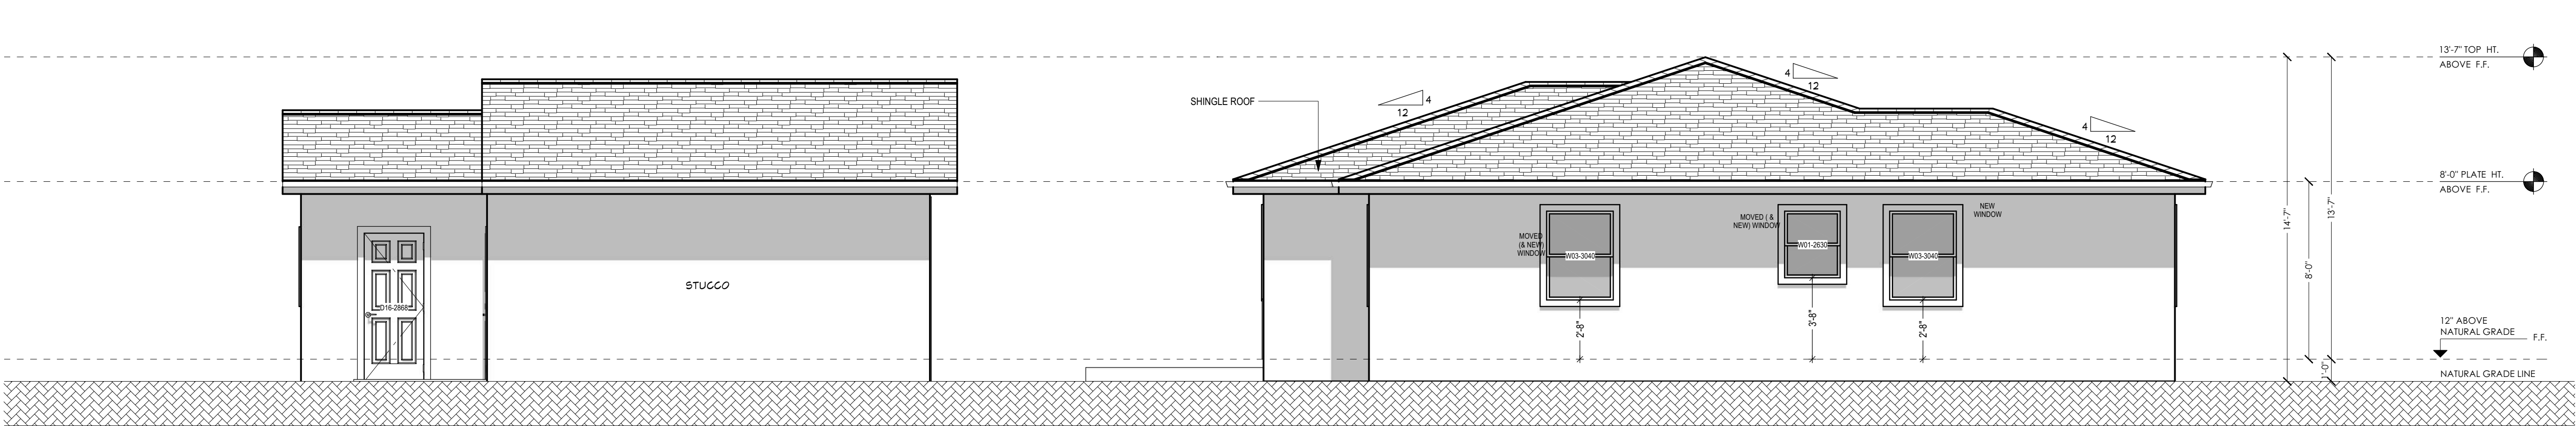 13'-7" TOP HT.
ABOVE F.F.
4
12
4
12
SHINGLE ROOF
4
12
8'-0" PLATE HT.
ABOVE F.F.
NEW
WINDOW
MOVED ( &
NEW) WINDOW
MOVED
(& NEW)
WINDOW
W03-3040
W01-2630
W03-3040
14'-7"
8'-0"
13'-7"
STUCCO
D16-2868
2'-8"
3'-8"
2'-8"
12" ABOVE
NATURAL GRADE
F.F.
1'-0"
NATURAL GRADE LINE